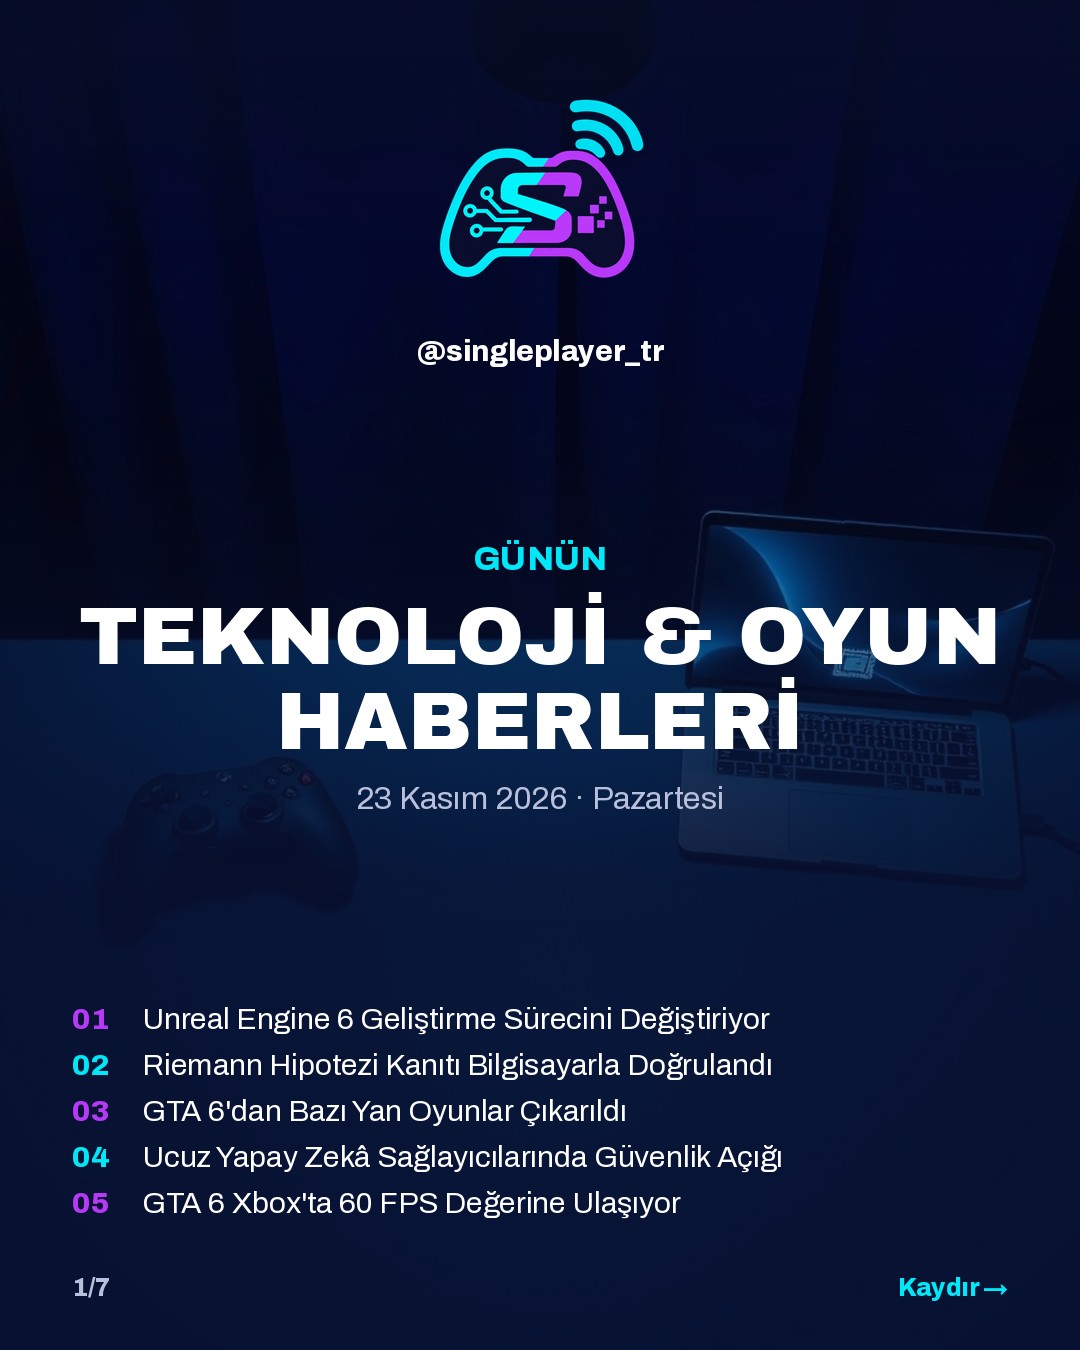 @singleplayer_tr
GÜNÜN
TEKNOLOJİ & OYUN
HABERLERİ
23 Kasım 2026 · Pazartesi
01 Unreal Engine 6 Geliştirme Sürecini Değiştiriyor
02 Riemann Hipotezi Kanıtı Bilgisayarla Doğrulandı
03 GTA 6'dan Bazı Yan Oyunlar Çıkarıldı
04 Ucuz Yapay Zekâ Sağlayıcılarında Güvenlik Açığı
05 GTA 6 Xbox'ta 60 FPS Değerine Ulaşıyor
1/7 Kaydır→